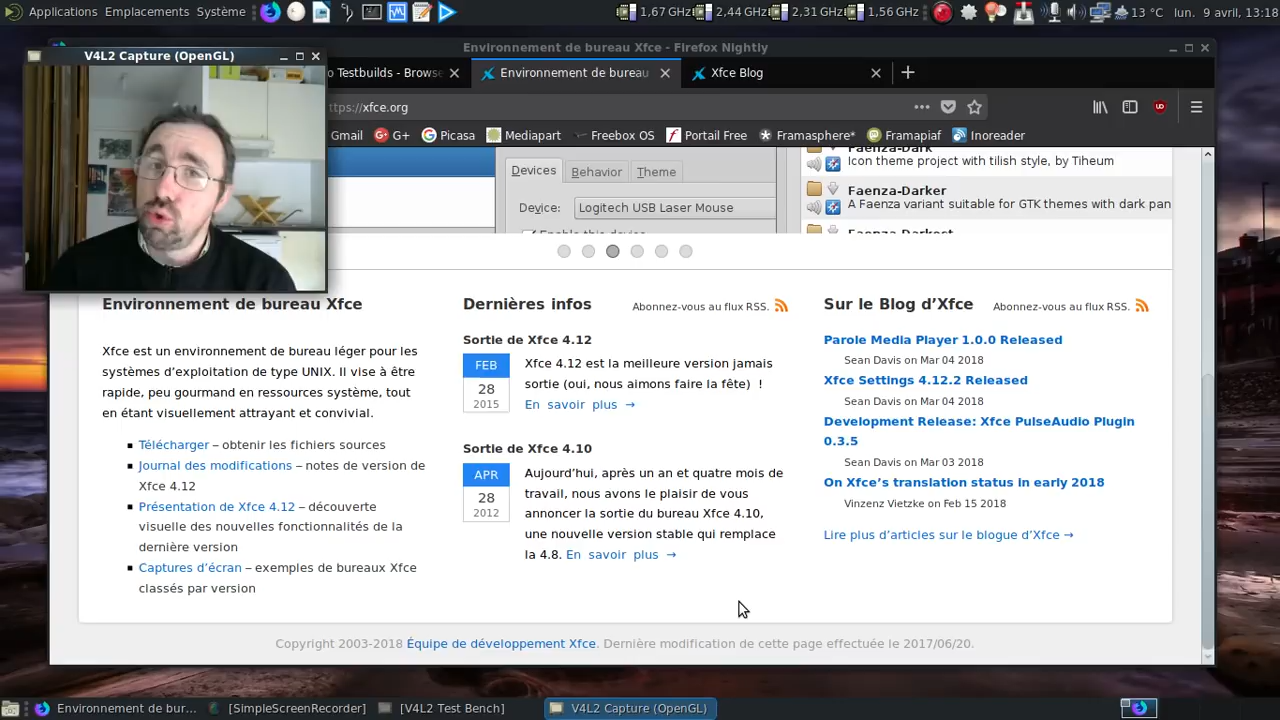 Applications Emplacements Système
1,67 GHz 2,44 GHz 2,31 GHz 1,56 GHz 13 °C lun. 9 avril, 13:18
Environnement de bureau Xfce - Firefox Nightly
V4L2 Capture (OpenGL)
o Testbuilds - Browse
Environnement de bureau
Xfce Blog
ttps://xfce.org
Gmail G+ Picasa Mediapart Freebox OS Portail Free Framasphere* Framapiaf Inoreader
Devices Behavior Theme
Device: Logitech USB Laser Mouse
Enable this device
Faenza-Dark
Icon theme project with tilish style, by Tiheum
Faenza-Darker
A Faenza variant suitable for GTK themes with dark pan
Faenza-Darkest
Environnement de bureau Xfce
Xfce est un environnement de bureau léger pour les
systèmes d’exploitation de type UNIX. Il vise à être
rapide, peu gourmand en ressources système, tout
en étant visuellement attrayant et convivial.
Télécharger – obtenir les fichiers sources
Journal des modifications – notes de version de
Xfce 4.12
Présentation de Xfce 4.12 – découverte
visuelle des nouvelles fonctionnalités de la
dernière version
Captures d’écran – exemples de bureaux Xfce
classés par version
Dernières infos Abonnez-vous au flux RSS.
Sortie de Xfce 4.12
FEB
28
2015
Xfce 4.12 est la meilleure version jamais
sortie (oui, nous aimons faire la fête) !
En savoir plus →
Sortie de Xfce 4.10
APR
28
2012
Aujourd’hui, après un an et quatre mois de
travail, nous avons le plaisir de vous
annoncer la sortie du bureau Xfce 4.10,
une nouvelle version stable qui remplace
la 4.8. En savoir plus →
Sur le Blog d’Xfce Abonnez-vous au flux RSS.
Parole Media Player 1.0.0 Released
Sean Davis on Mar 04 2018
Xfce Settings 4.12.2 Released
Sean Davis on Mar 04 2018
Development Release: Xfce PulseAudio Plugin
0.3.5
Sean Davis on Mar 03 2018
On Xfce’s translation status in early 2018
Vinzenz Vietzke on Feb 15 2018
Lire plus d’articles sur le blogue d’Xfce →
Copyright 2003-2018 Équipe de développement Xfce. Dernière modification de cette page effectuée le 2017/06/20.
Environnement de bur... [SimpleScreenRecorder] [V4L2 Test Bench] V4L2 Capture (OpenGL)